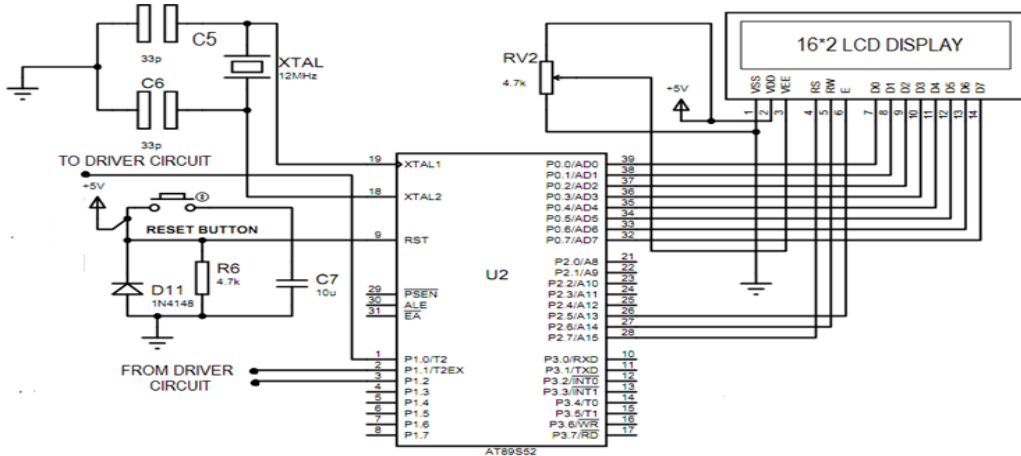 C5
33p
XTAL
12MHz
C6
33p
RV2
4.7k
+5V
16*2 LCD DISPLAY
VSS VDD VEE RS RW E D0 D1 D2 D3 D4 D5 D6 D7
1 2 3 4 5 6 7 8 9 10 11 12 13 14
TO DRIVER CIRCUIT
+5V
RESET BUTTON
R6
4.7k
D11
1N4148
C7
10u
FROM DRIVER
CIRCUIT
U2
19 XTAL1
18 XTAL2
9 RST
29 PSEN
30 ALE
31 EA
1 P1.0/T2
2 P1.1/T2EX
3 P1.2
4 P1.3
5 P1.4
6 P1.5
7 P1.6
8 P1.7
P0.0/AD0 39
P0.1/AD1 38
P0.2/AD2 37
P0.3/AD3 36
P0.4/AD4 35
P0.5/AD5 34
P0.6/AD6 33
P0.7/AD7 32
P2.0/A8 21
P2.1/A9 22
P2.2/A10 23
P2.3/A11 24
P2.4/A12 25
P2.5/A13 26
P2.6/A14 27
P2.7/A15 28
P3.0/RXD 10
P3.1/TXD 11
P3.2/INT0 12
P3.3/INT1 13
P3.4/T0 14
P3.5/T1 15
P3.6/WR 16
P3.7/RD 17
AT89S52